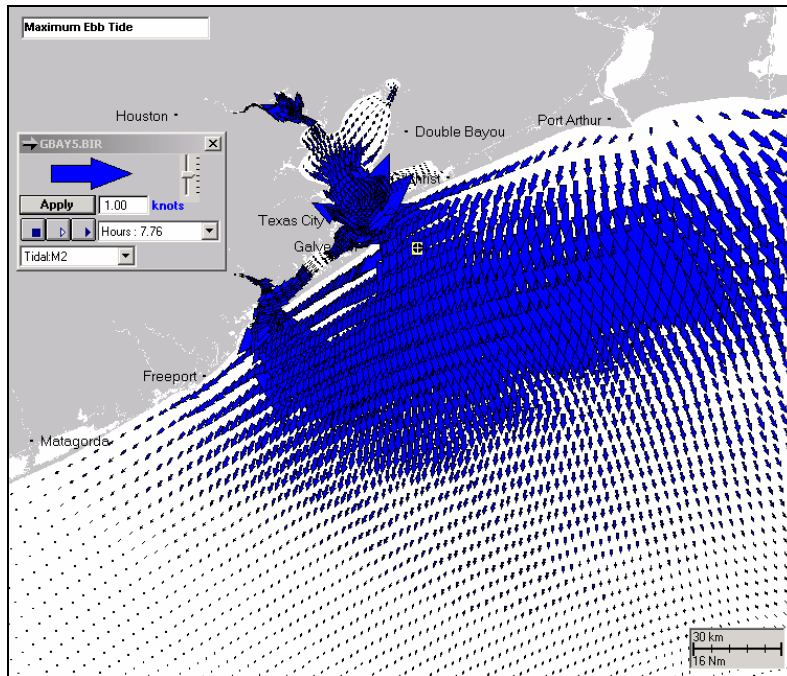 Maximum Ebb Tide
Houston
Port Arthur
Double Bayou
GBAY5.BIR
Apply
1.00
knots
Hours : 7.76
Tidal:M2
Texas City
Freeport
Matagorda
30 km
16 Nm